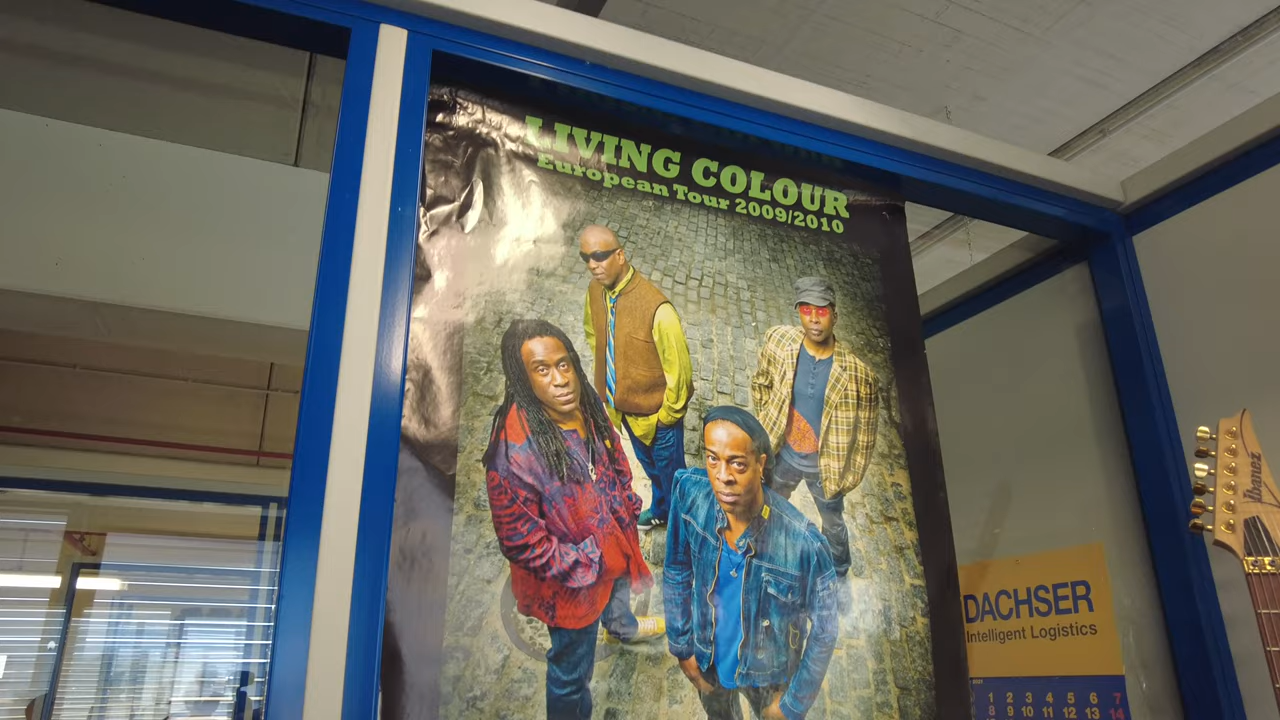 LIVING COLOUR
European Tour 2009/2010
Ibanez
DACHSER
Intelligent Logistics
1 2 3 4 5 6 7
8 9 10 11 12 13 14